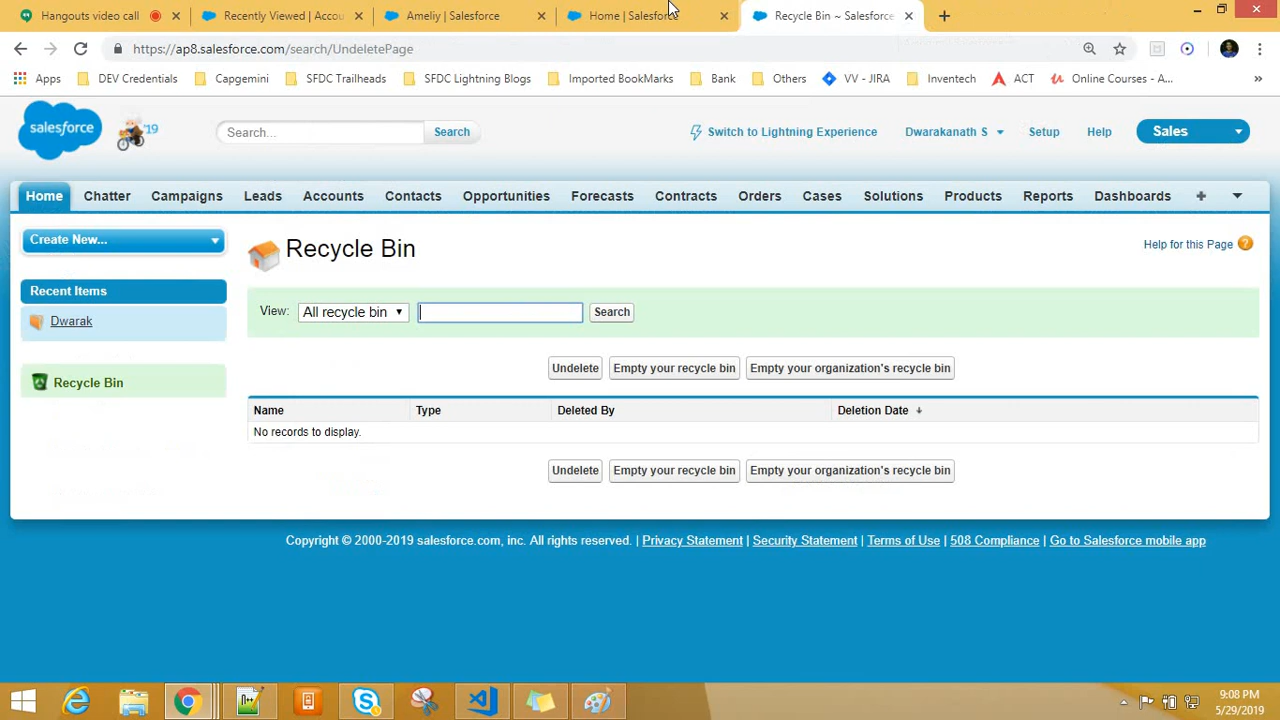 Hangouts video call
Recently Viewed | Accou
Ameliy | Salesforce
Home | Salesforce
Recycle Bin ~ Salesforce
https://ap8.salesforce.com/search/UndeletePage
Apps
DEV Credentials
Capgemini
SFDC Trailheads
SFDC Lightning Blogs
Imported BookMarks
Bank
Others
VV - JIRA
Inventech
ACT
Online Courses - A...
salesforce
'19
Search...
Search
Switch to Lightning Experience
Dwarakanath S
Setup
Help
Sales
Home
Chatter
Campaigns
Leads
Accounts
Contacts
Opportunities
Forecasts
Contracts
Orders
Cases
Solutions
Products
Reports
Dashboards
Create New...
Recent Items
Dwarak
Recycle Bin
Recycle Bin
Help for this Page
View:
All recycle bin
Search
Undelete
Empty your recycle bin
Empty your organization's recycle bin
Name
Type
Deleted By
Deletion Date
No records to display.
Undelete
Empty your recycle bin
Empty your organization's recycle bin
Copyright © 2000-2019 salesforce.com, inc. All rights reserved. | Privacy Statement | Security Statement | Terms of Use | 508 Compliance | Go to Salesforce mobile app
9:08 PM
5/29/2019